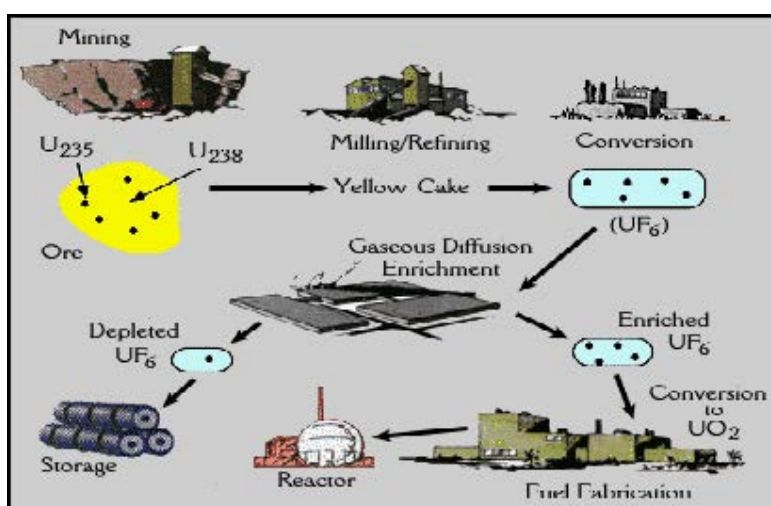 Mining
Milling/Refining
Conversion
U235
U238
Yellow Cake
(UF6)
Ore
Gaseous Diffusion
Enrichment
Depleted
UF6
Enriched
UF6
Conversion
to
UO2
Storage
Reactor
Fuel Fabrication